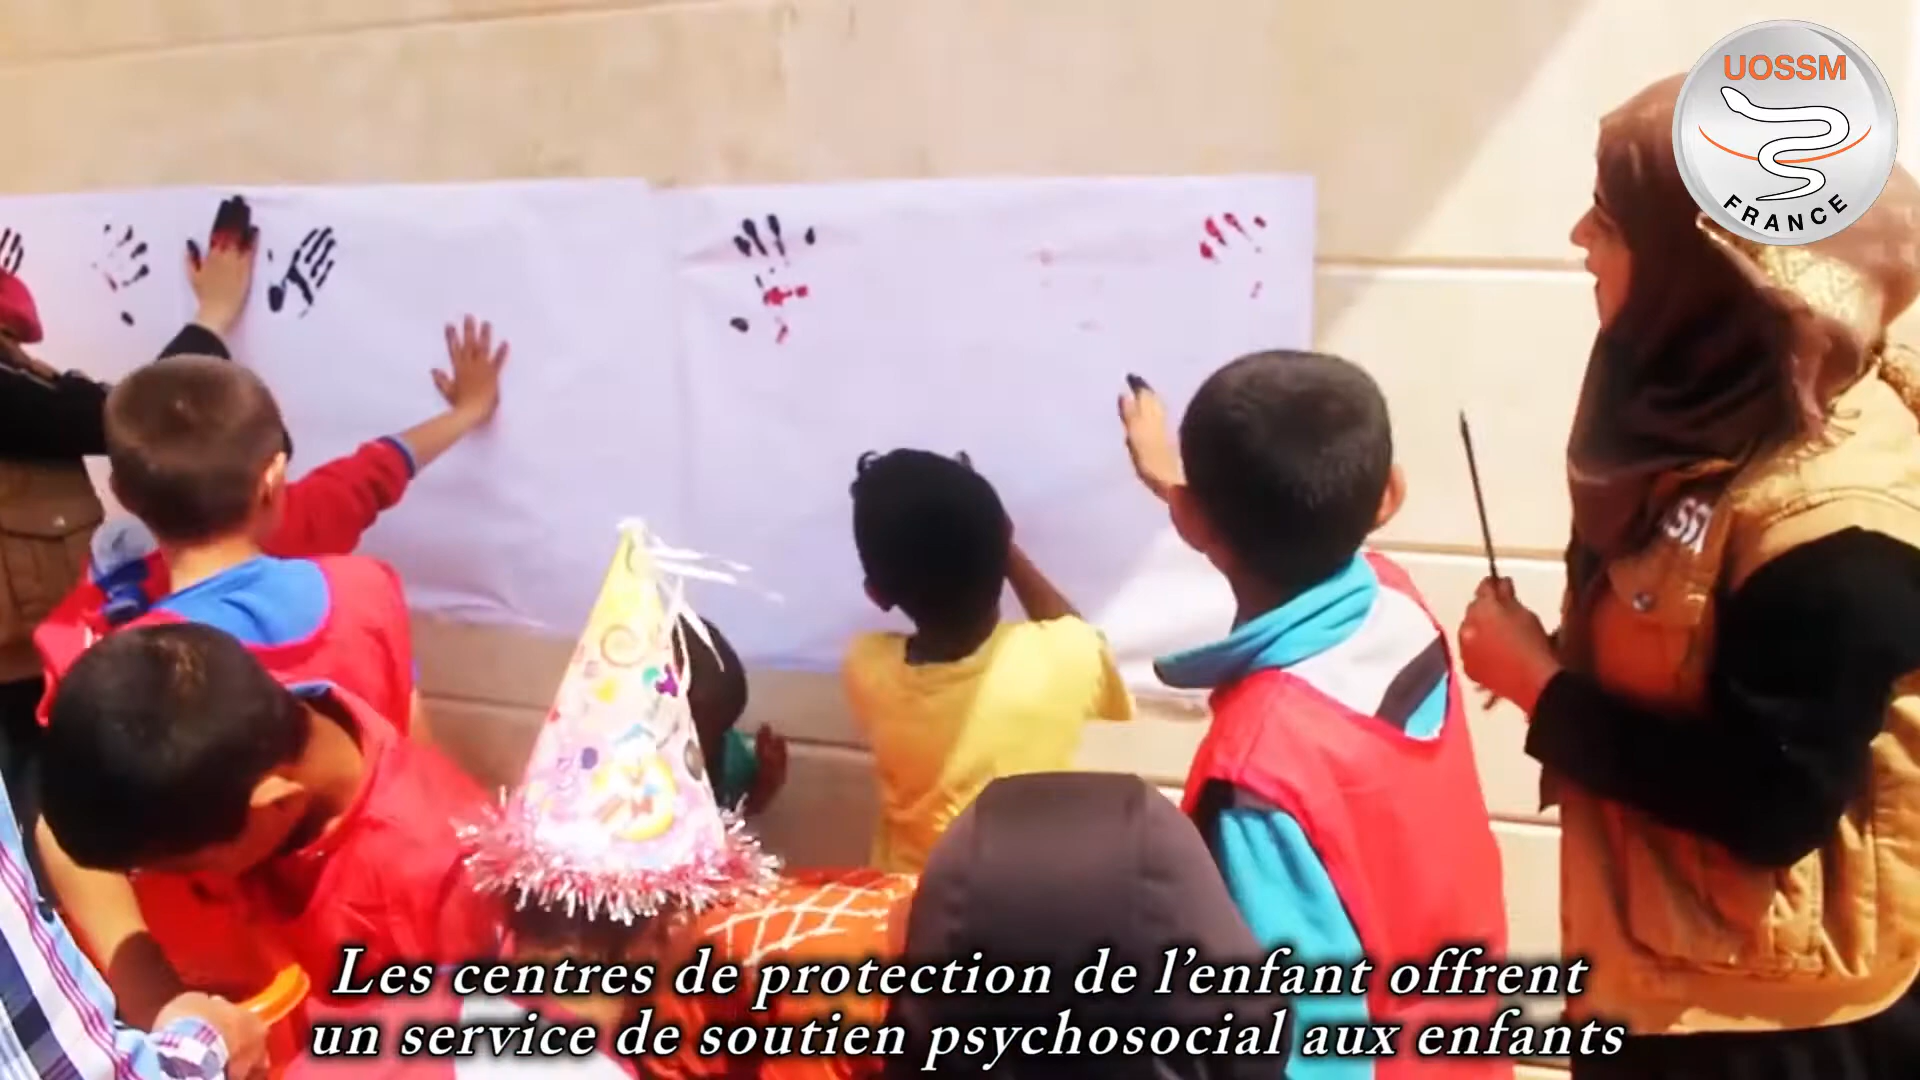 UOSSM
FRANCE
Les centres de protection de l'enfant offrent
un service de soutien psychosocial aux enfants